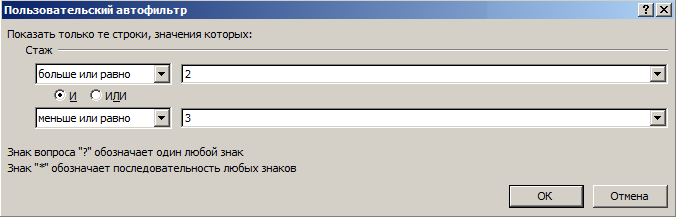 Пользовательский автофильтр
Показать только те строки, значения которых:
Стаж
больше или равно 2
И ИЛИ
меньше или равно 3
Знак вопроса "?" обозначает один любой знак
Знак "*" обозначает последовательность любых знаков
ОК Отмена